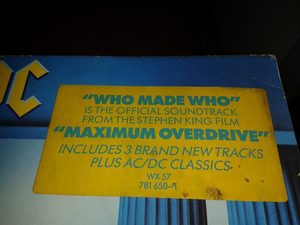 DC
"WHO MADE WHO"
IS THE OFFICIAL SOUNDTRACK
FROM THE STEPHEN KING FILM
"MAXIMUM OVERDRIVE"
INCLUDES 3 BRAND NEW TRACKS
PLUS AC/DC CLASSICS
WX 57
781 650-1